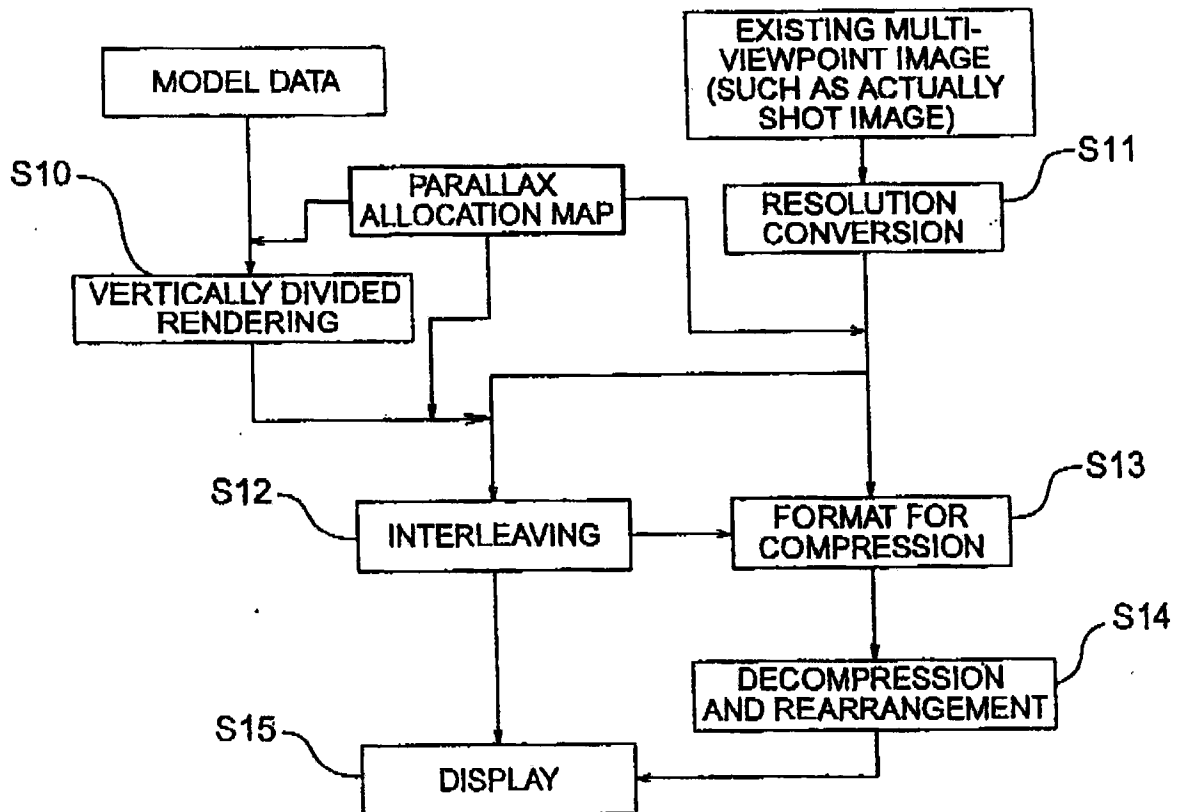 MODEL DATA
EXISTING MULTI-
VIEWPOINT IMAGE
(SUCH AS ACTUALLY
SHOT IMAGE)
S10
PARALLAX
ALLOCATION MAP
S11
RESOLUTION
CONVERSION
VERTICALLY DIVIDED
RENDERING
S12
INTERLEAVING
S13
FORMAT FOR
COMPRESSION
S14
DECOMPRESSION
AND REARRANGEMENT
S15
DISPLAY